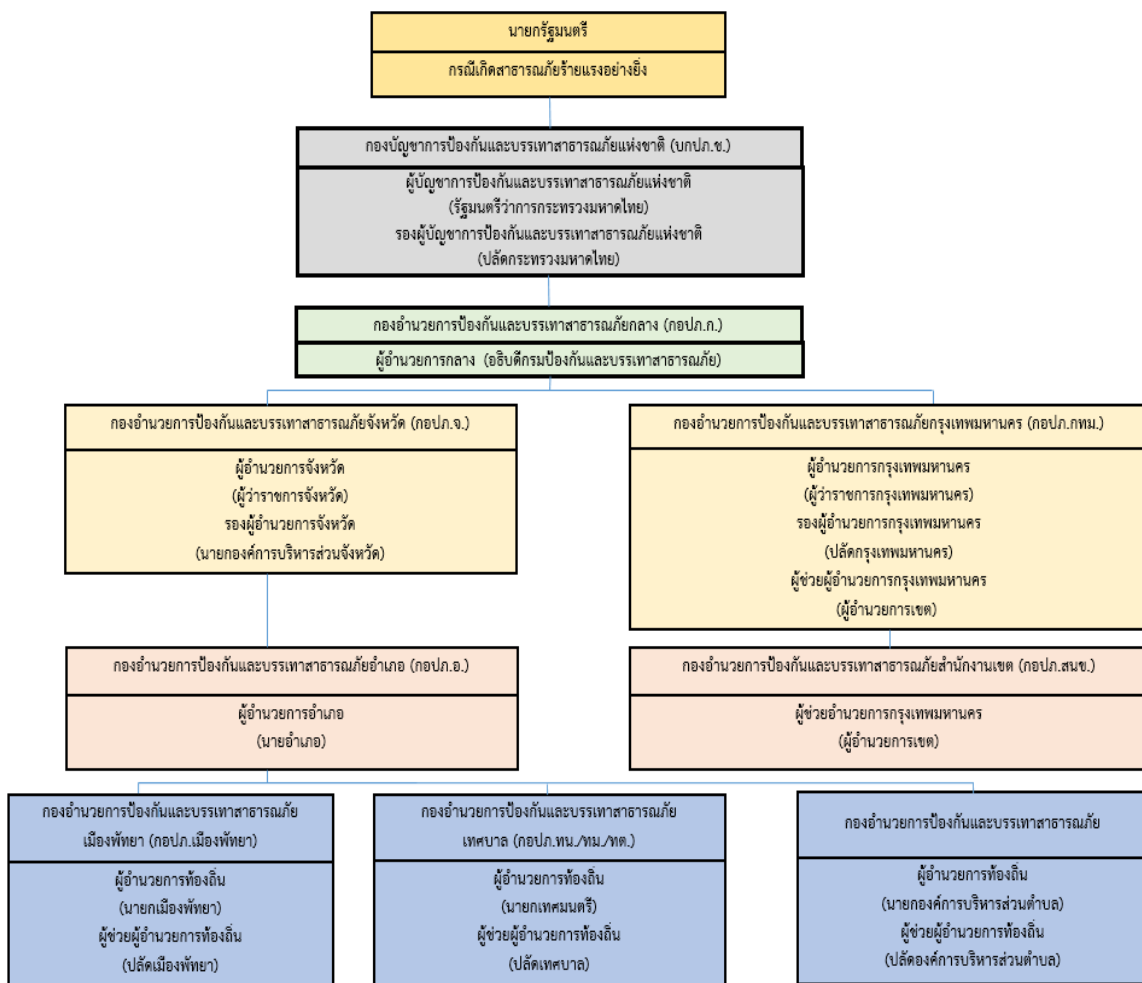 นายกรัฐมนตรี
กรณีเกิดสาธารณภัยร้ายแรงอย่างยิ่ง
กองบัญชาการป้องกันและบรรเทาสาธารณภัยแห่งชาติ (บกปภ.ช.)
ผู้บัญชาการป้องกันและบรรเทาสาธารณภัยแห่งชาติ
(รัฐมนตรีว่าการกระทรวงมหาดไทย)
รองผู้บัญชาการป้องกันและบรรเทาสาธารณภัยแห่งชาติ
(ปลัดกระทรวงมหาดไทย)
กองอำนวยการป้องกันและบรรเทาสาธารณภัยกลาง (กอปภ.ก.)
ผู้อำนวยการกลาง (อธิบดีกรมป้องกันและบรรเทาสาธารณภัย)
กองอำนวยการป้องกันและบรรเทาสาธารณภัยจังหวัด (กอปภ.จ.)
ผู้อำนวยการจังหวัด
(ผู้ว่าราชการจังหวัด)
รองผู้อำนวยการจังหวัด
(นายกองค์การบริหารส่วนจังหวัด)
กองอำนวยการป้องกันและบรรเทาสาธารณภัยกรุงเทพมหานคร (กอปภ.กทม.)
ผู้อำนวยการกรุงเทพมหานคร
(ผู้ว่าราชการกรุงเทพมหานคร)
รองผู้อำนวยการกรุงเทพมหานคร
(ปลัดกรุงเทพมหานคร)
ผู้ช่วยผู้อำนวยการกรุงเทพมหานคร
(ผู้อำนวยการเขต)
กองอำนวยการป้องกันและบรรเทาสาธารณภัยอำเภอ (กอปภ.อ.)
ผู้อำนวยการอำเภอ
(นายอำเภอ)
กองอำนวยการป้องกันและบรรเทาสาธารณภัยสำนักงานเขต (กอปภ.สนข.)
ผู้ช่วยอำนวยการกรุงเทพมหานคร
(ผู้อำนวยการเขต)
กองอำนวยการป้องกันและบรรเทาสาธารณภัย
เมืองพัทยา (กอปภ.เมืองพัทยา)
ผู้อำนวยการท้องถิ่น
(นายกเมืองพัทยา)
ผู้ช่วยผู้อำนวยการท้องถิ่น
(ปลัดเมืองพัทยา)
กองอำนวยการป้องกันและบรรเทาสาธารณภัย
เทศบาล (กอปภ.ทน./ทม./ทต.)
ผู้อำนวยการท้องถิ่น
(นายกเทศมนตรี)
ผู้ช่วยผู้อำนวยการท้องถิ่น
(ปลัดเทศบาล)
กองอำนวยการป้องกันและบรรเทาสาธารณภัย
ผู้อำนวยการท้องถิ่น
(นายกองค์การบริหารส่วนตำบล)
ผู้ช่วยผู้อำนวยการท้องถิ่น
(ปลัดองค์การบริหารส่วนตำบล)